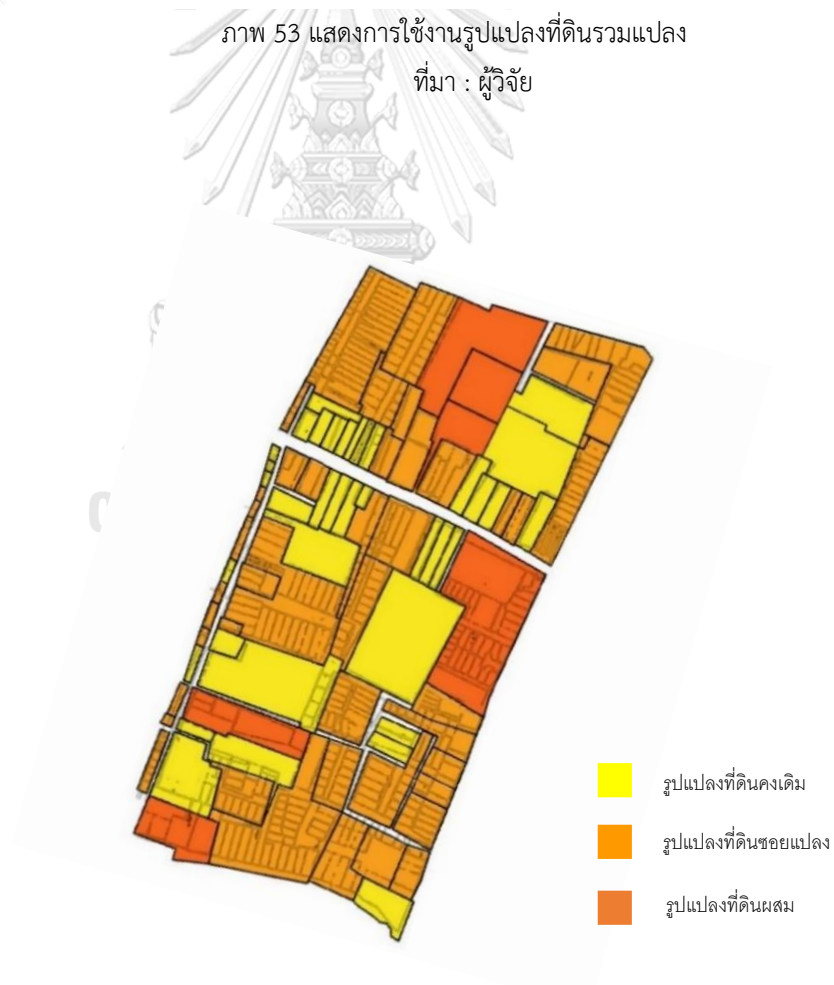 ภาพ 53 แสดงการใช้งานรูปแปลงที่ดินรวมแปลง
ที่มา : ผู้วิจัย
รูปแปลงที่ดินคงเดิม
รูปแปลงที่ดินซอยแปลง
รูปแปลงที่ดินผสม